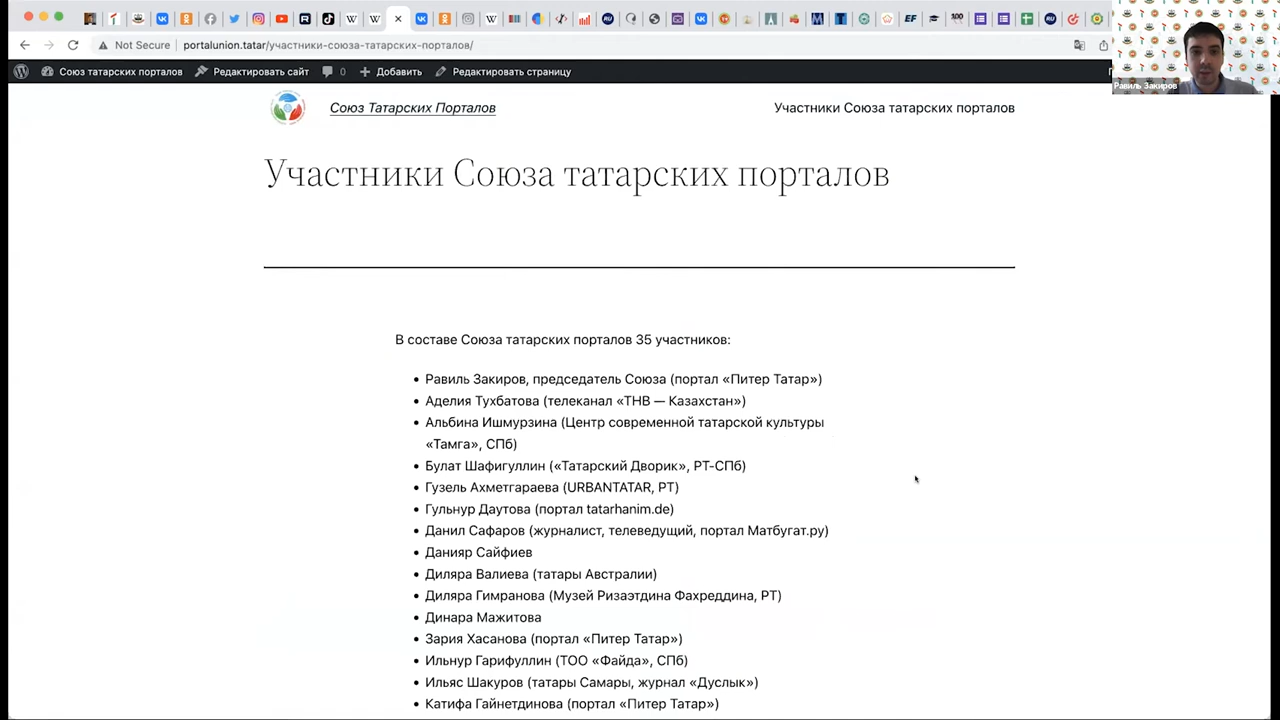 Not Secure | portalunion.tatar/участники-союза-татарских-порталов/
Союз татарских порталов Редактировать сайт 0 Добавить Редактировать страницу
Равиль Закиров
Союз Татарских Порталов
Участники Союза татарских порталов
Участники Союза татарских порталов
В составе Союза татарских порталов 35 участников:
• Равиль Закиров, председатель Союза (портал «Питер Татар»)
• Аделия Тухбатова (телеканал «ТНВ — Казахстан»)
• Альбина Ишмурзина (Центр современной татарской культуры
«Тамга», СПб)
• Булат Шафигуллин («Татарский Дворик», РТ-СПб)
• Гузель Ахметгараева (URBANTATAR, РТ)
• Гульнур Даутова (портал tatarhanim.de)
• Данил Сафаров (журналист, телеведущий, портал Матбугат.ру)
• Данияр Сайфиев
• Диляра Валиева (татары Австралии)
• Диляра Гимранова (Музей Ризаэтдина Фахреддина, РТ)
• Динара Мажитова
• Зария Хасанова (портал «Питер Татар»)
• Ильнур Гарифуллин (ТОО «Файда», СПб)
• Ильяс Шакуров (татары Самары, журнал «Дуслык»)
• Катифа Гайнетдинова (портал «Питер Татар»)